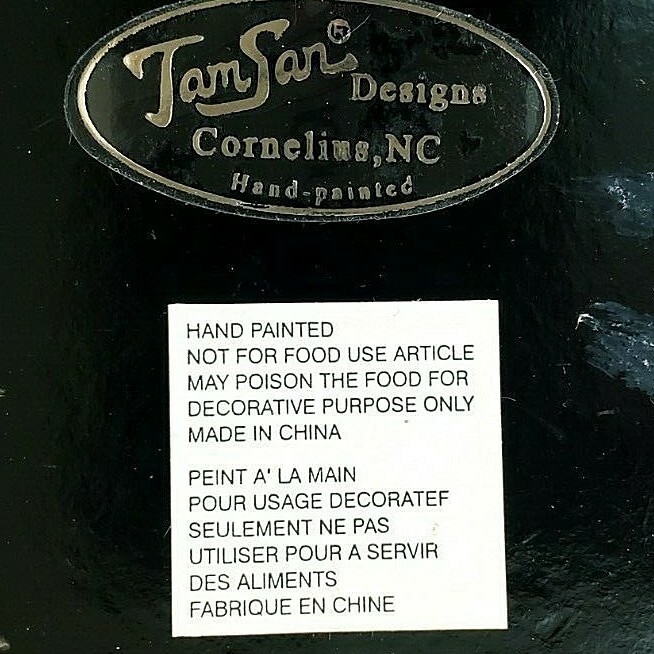 TamSan® Designs
Cornelius, NC
Hand-painted
HAND PAINTED
NOT FOR FOOD USE ARTICLE
MAY POISON THE FOOD FOR
DECORATIVE PURPOSE ONLY
MADE IN CHINA
PEINT A' LA MAIN
POUR USAGE DECORATEF
SEULEMENT NE PAS
UTILISER POUR A SERVIR
DES ALIMENTS
FABRIQUE EN CHINE